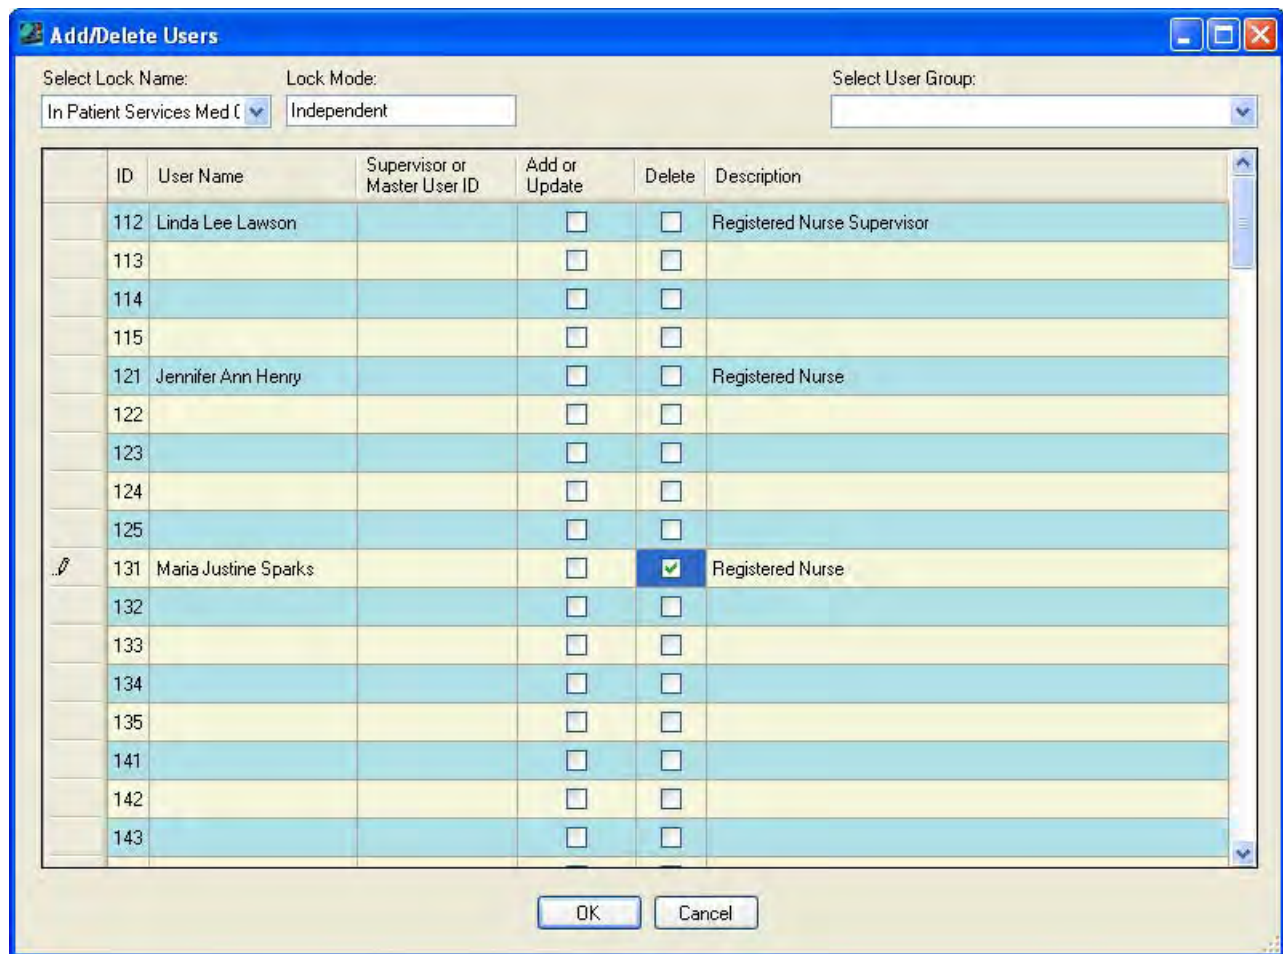 Add/Delete Users
Select Lock Name: Lock Mode: Select User Group:
In Patient Services Med Independent
ID User Name Supervisor or Master User ID Add or Update Delete Description
112 Linda Lee Lawson Registered Nurse Supervisor
113
114
115
121 Jennifer Ann Henry Registered Nurse
122
123
124
125
131 Maria Justine Sparks Registered Nurse
132
133
134
135
141
142
143
OK Cancel